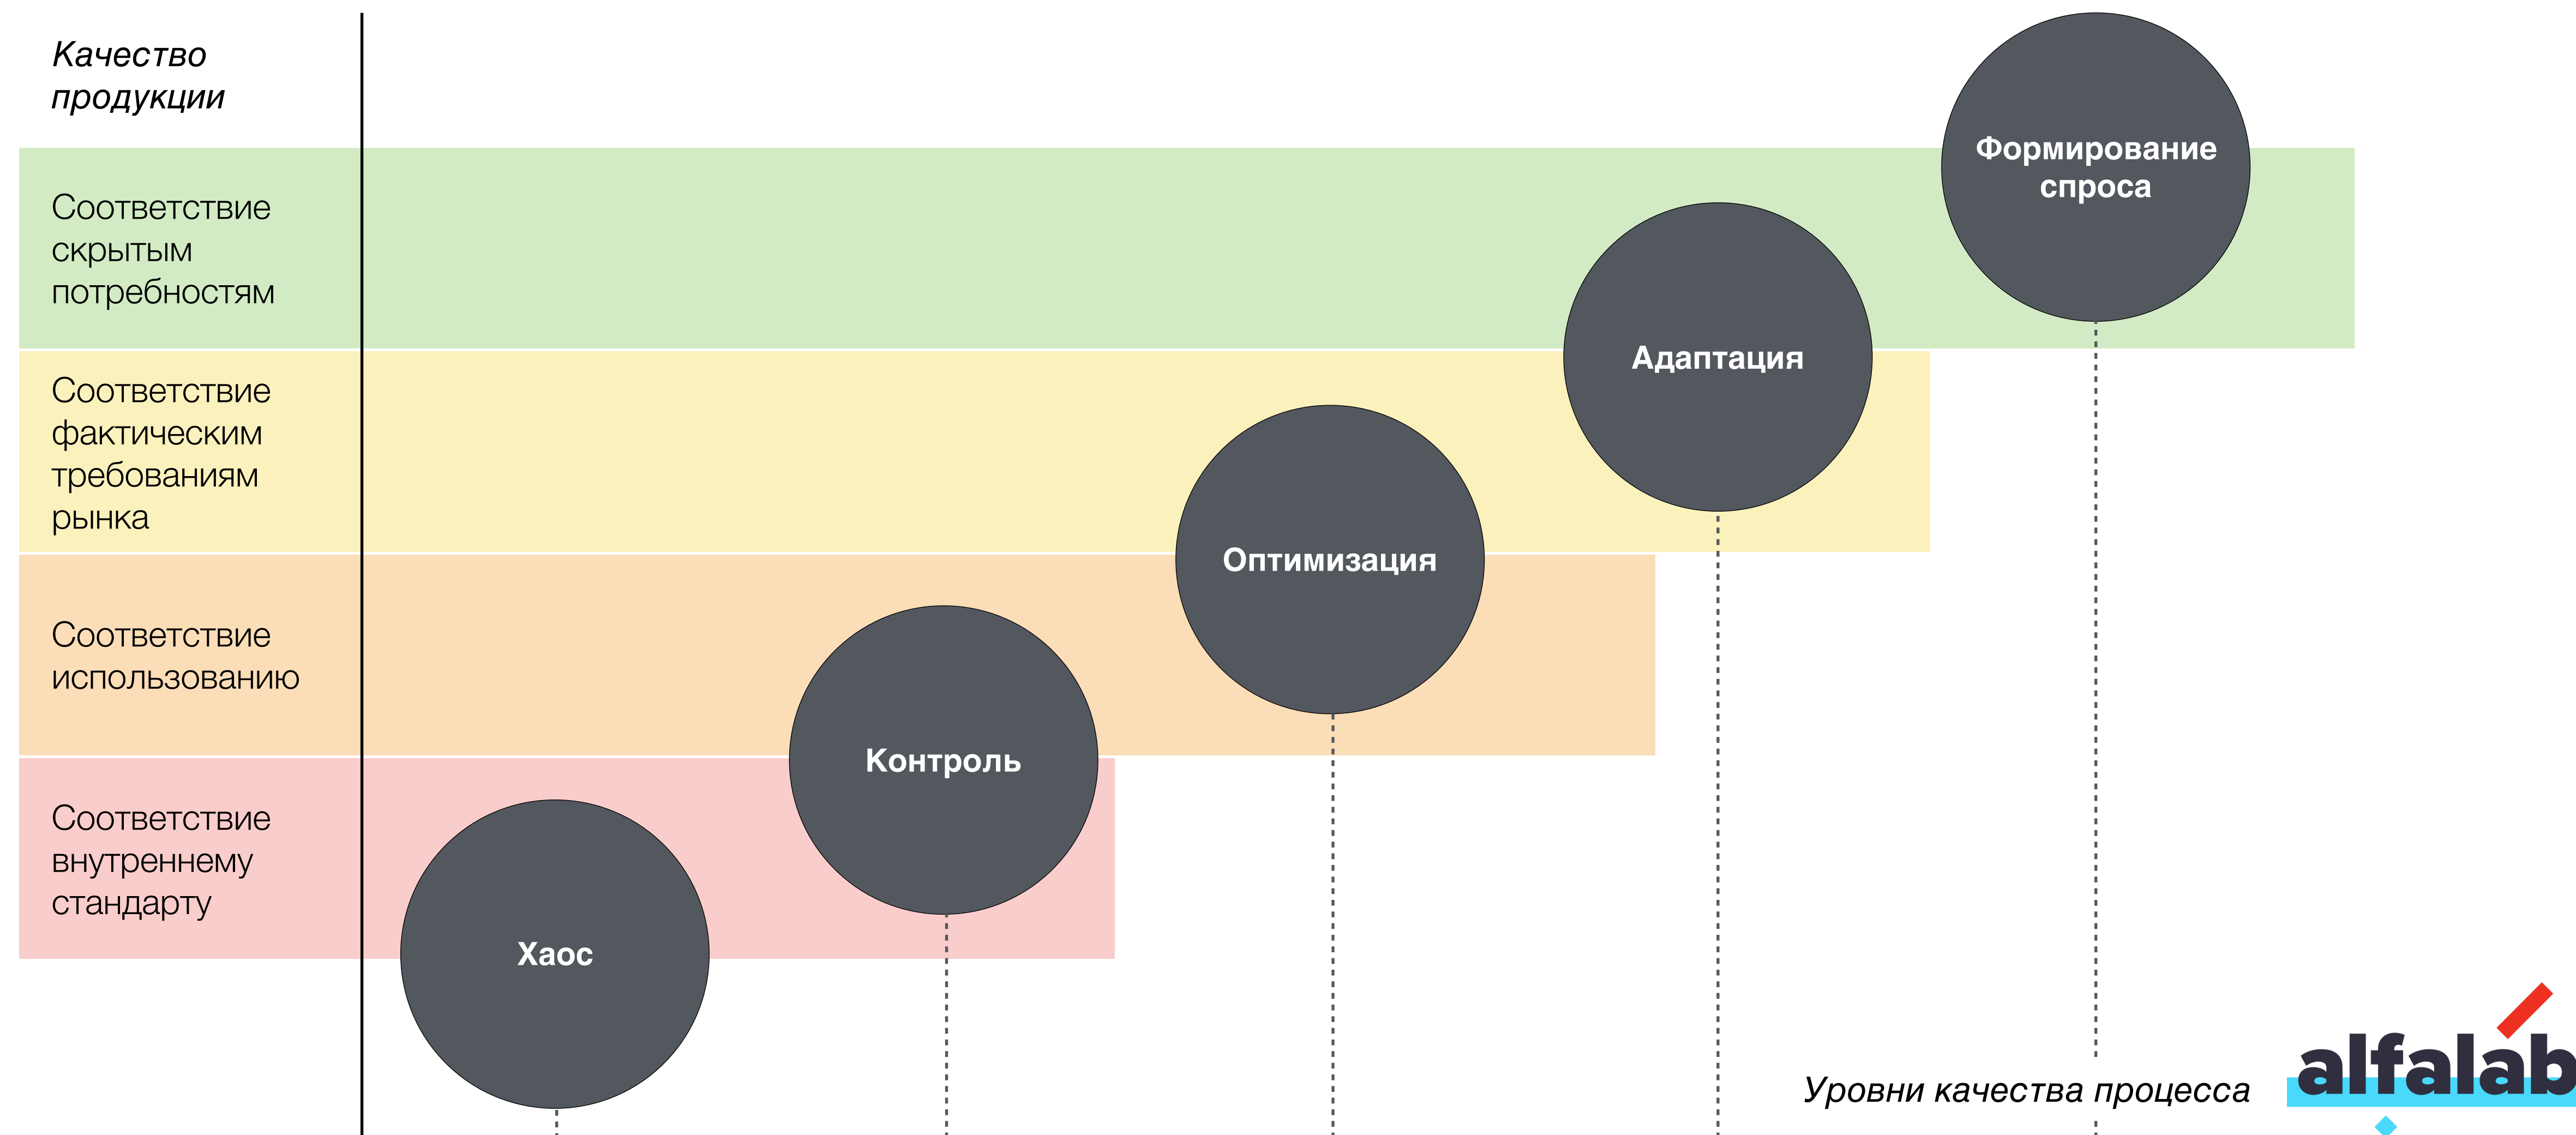 Качество
продукции
Формирование
спроса
Соответствие
скрытым
потребностям
Адаптация
Соответствие
фактическим
требованиям
рынка
Оптимизация
Соответствие
использованию
Контроль
Соответствие
внутреннему
стандарту
Хаос
Уровни качества процесса
alfalab